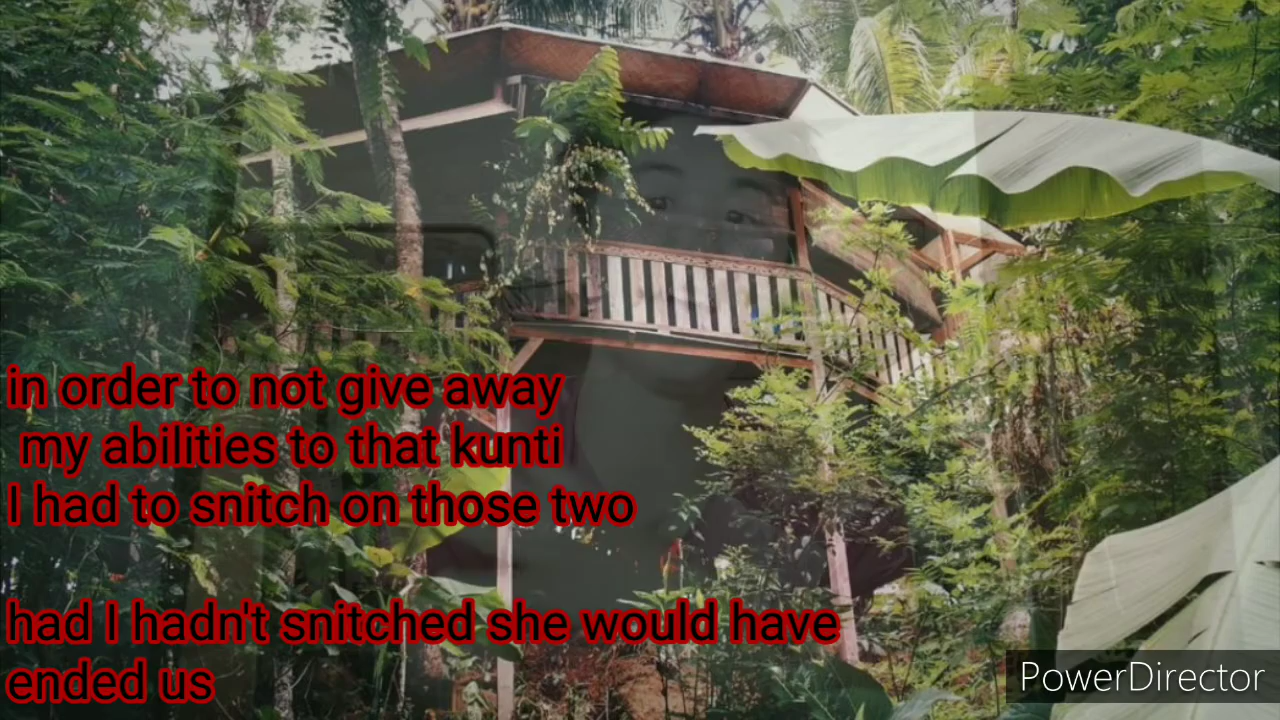 in order to not give away
my abilities to that kunti
I had to snitch on those two
had I hadn't snitched she would have
ended us
PowerDirector